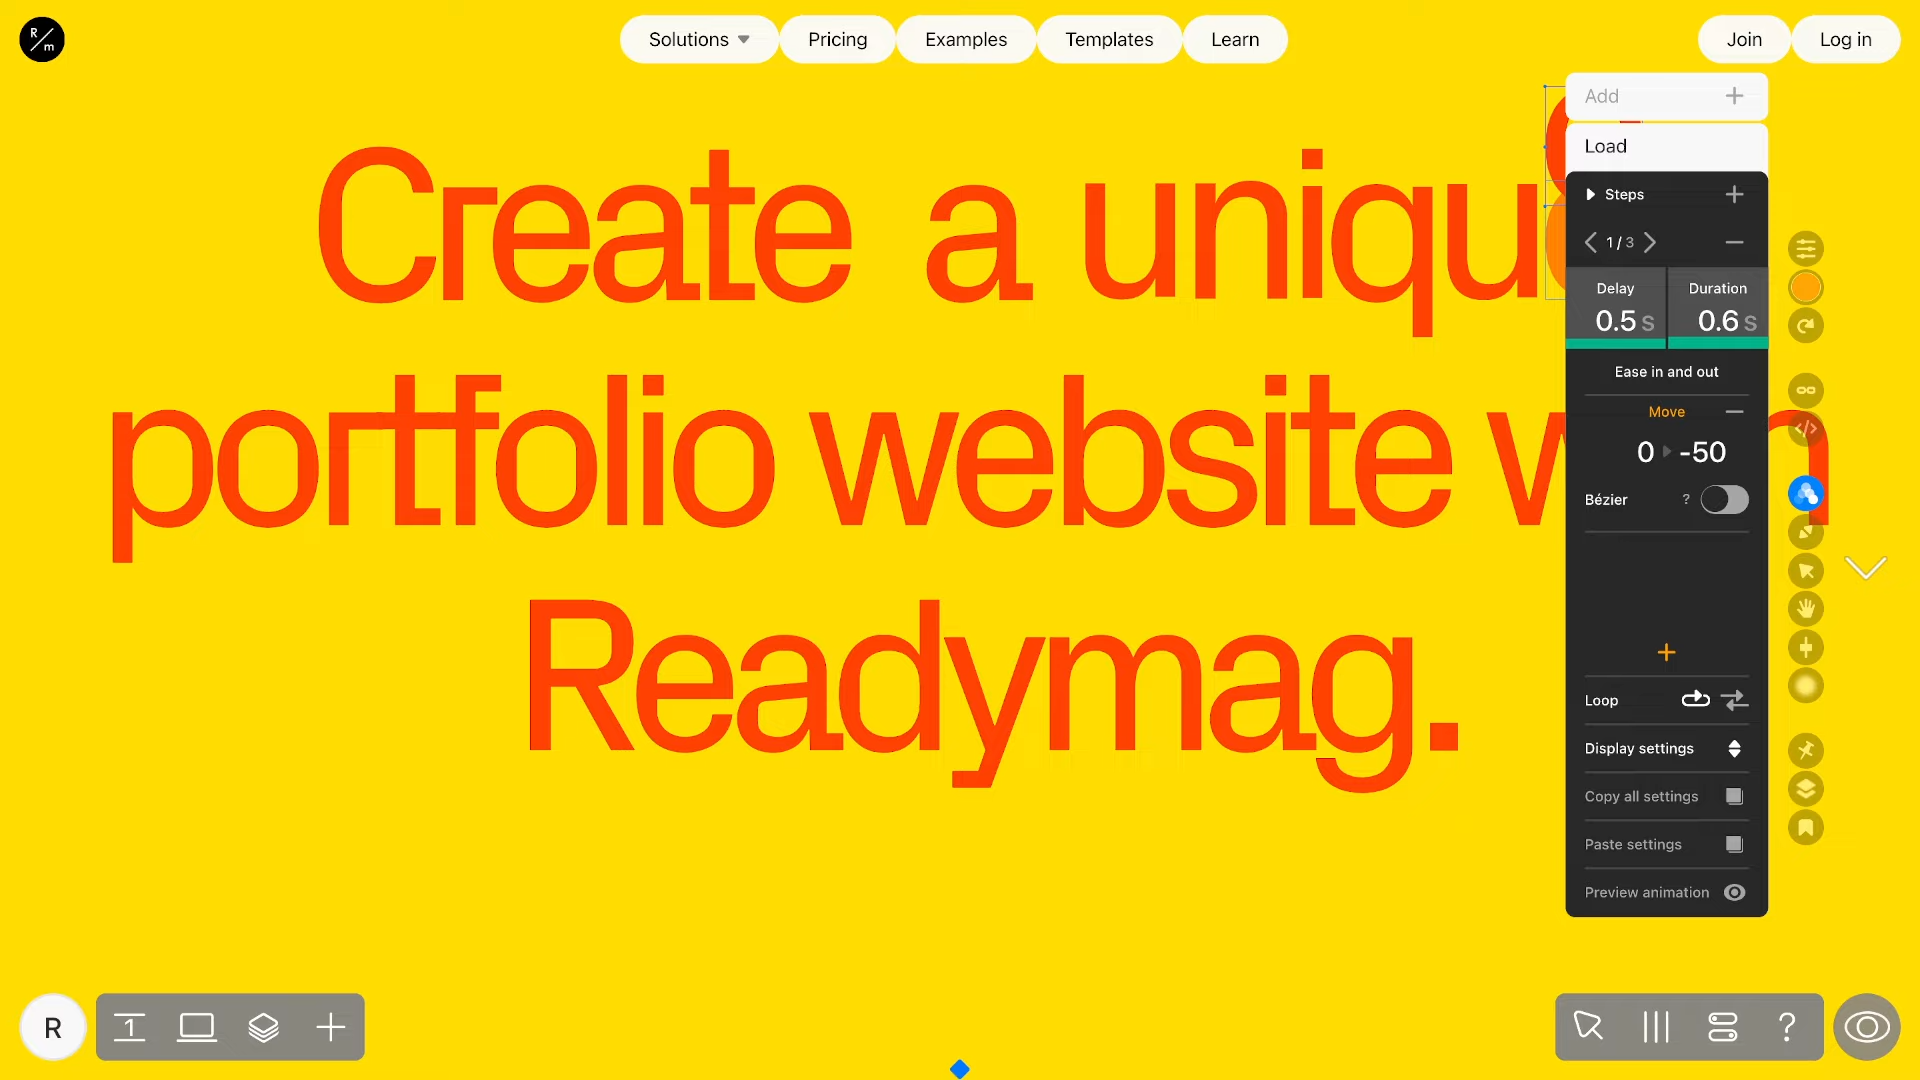 R/m
Solutions
Pricing
Examples
Templates
Learn
Join
Log in
Add
Load
Steps
1 / 3
Delay
Duration
0.5 s
0.6 s
Ease in and out
Move
0 -50
Bézier ?
Loop
Display settings
Copy all settings
Paste settings
Preview animation
Create a uniqu
portfolio website w
Readymag.
R
1
?